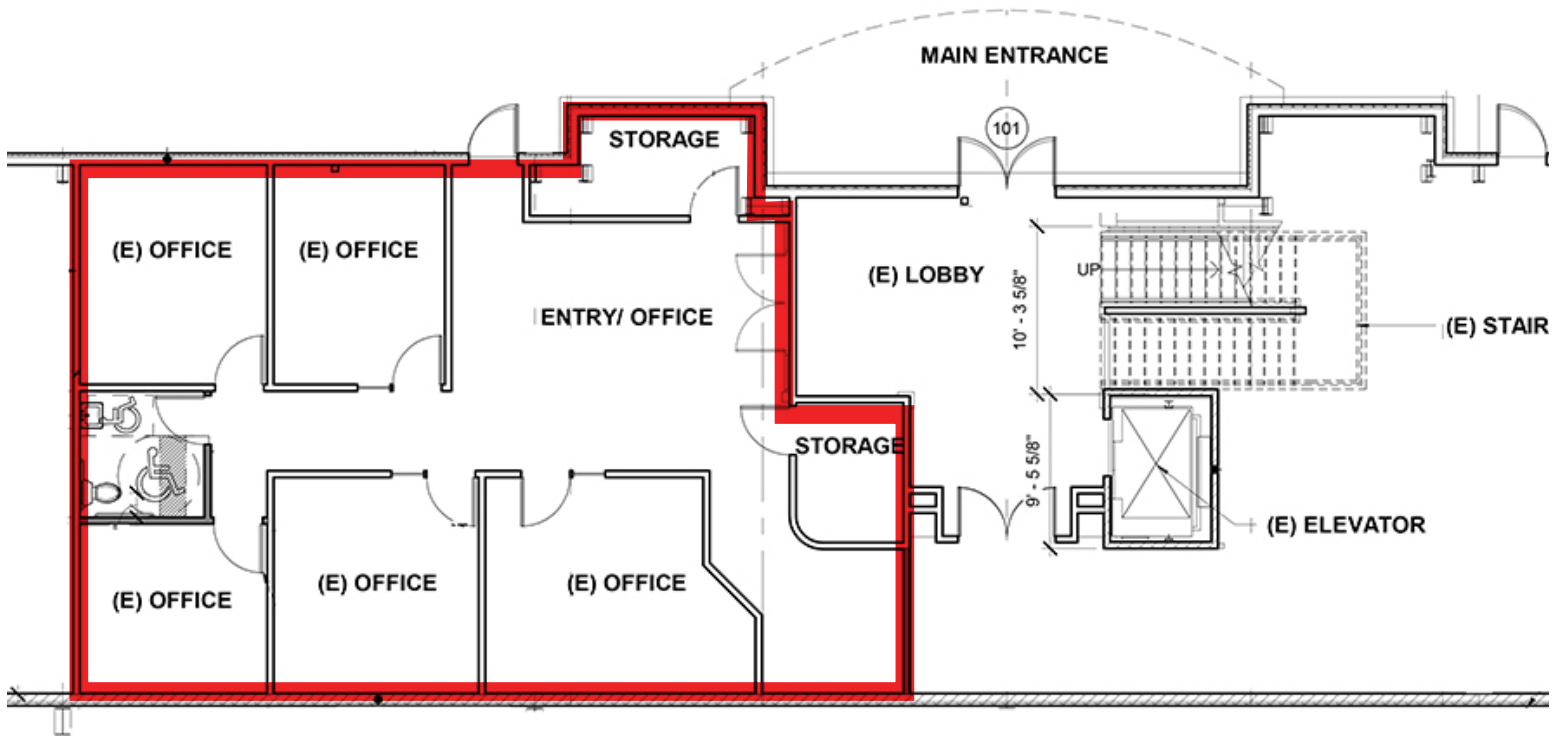 MAIN ENTRANCE
101
STORAGE
(E) OFFICE
(E) OFFICE
(E) LOBBY
UP
10' - 3 5/8"
ENTRY/ OFFICE
(E) STAIR
STORAGE
9' - 5 5/8"
(E) ELEVATOR
(E) OFFICE
(E) OFFICE
(E) OFFICE